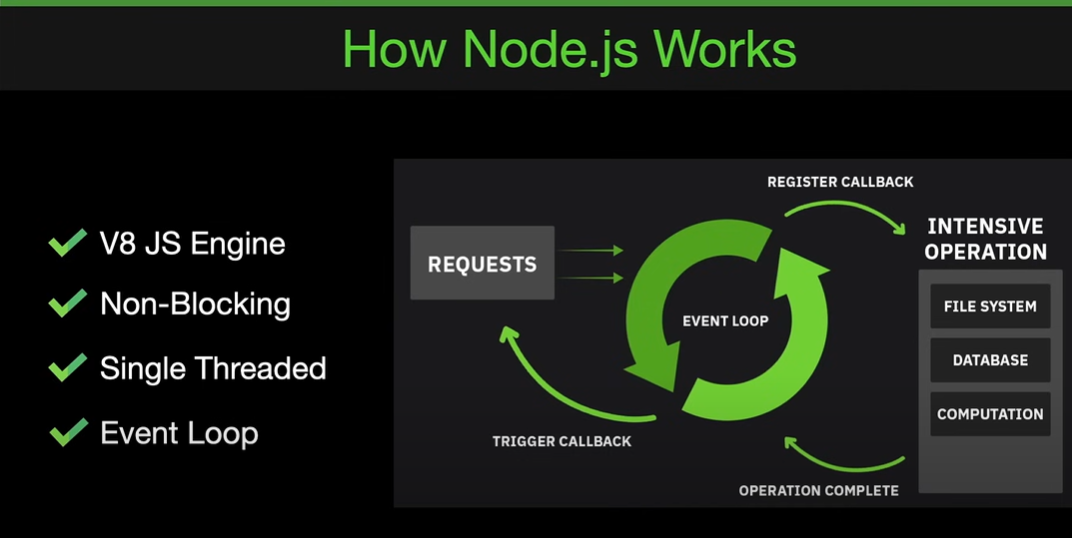 How Node.js Works
V8 JS Engine
Non-Blocking
Single Threaded
Event Loop
REGISTER CALLBACK
INTENSIVE
OPERATION
REQUESTS
EVENT LOOP
FILE SYSTEM
DATABASE
COMPUTATION
TRIGGER CALLBACK
OPERATION COMPLETE